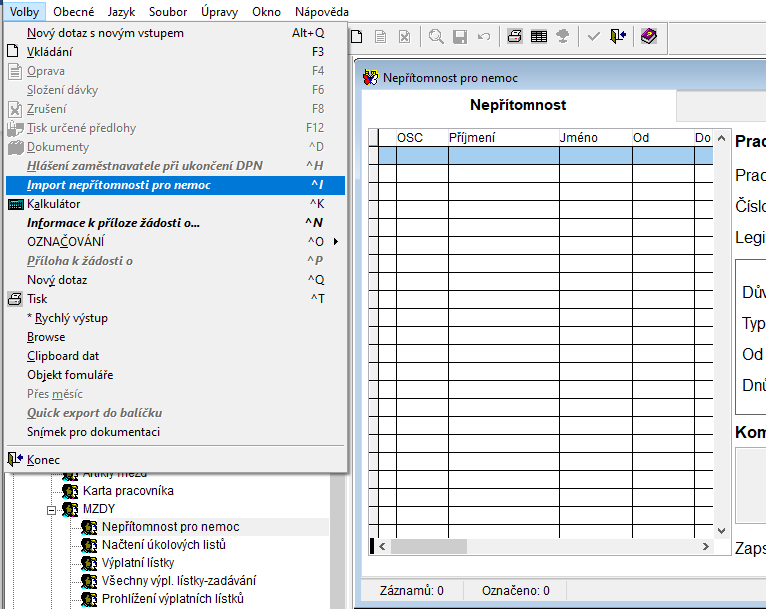 Volby Obecné Jazyk Soubor Úpravy Okno Nápověda
Nový dotaz s novým vstupem Alt+Q
Vkládání F3
Oprava F4
Složení dávky F6
Zrušení F8
Tisk určené předlohy F12
Dokumenty ^D
Hlášení zaměstnavatele při ukončení DPN ^H
Import nepřítomnosti pro nemoc ^I
Kalkulátor ^K
Informace k příloze žádosti o... ^N
OZNAČOVÁNÍ ^O
Příloha k žádosti o ^P
Nový dotaz ^Q
Tisk ^T
* Rychlý výstup
Browse
Clipboard dat
Objekt fomuláře
Přes měsíc
Quick export do balíčku
Snímek pro dokumentaci
Konec
Artikly mezd
Karta pracovníka
MZDY
Nepřítomnost pro nemoc
Načtení úkolových listů
Výplatní lístky
Všechny výpl. lístky-zadávání
Prohlížení výplatních lístků
Nepřítomnost pro nemoc
Nepřítomnost
OSC Příjmení Jméno Od Do
Prac
Prac
Číslo
Legi
Dův
Typ
Od
Dnů
Kom
Zaps
Záznamů: 0 Označeno: 0